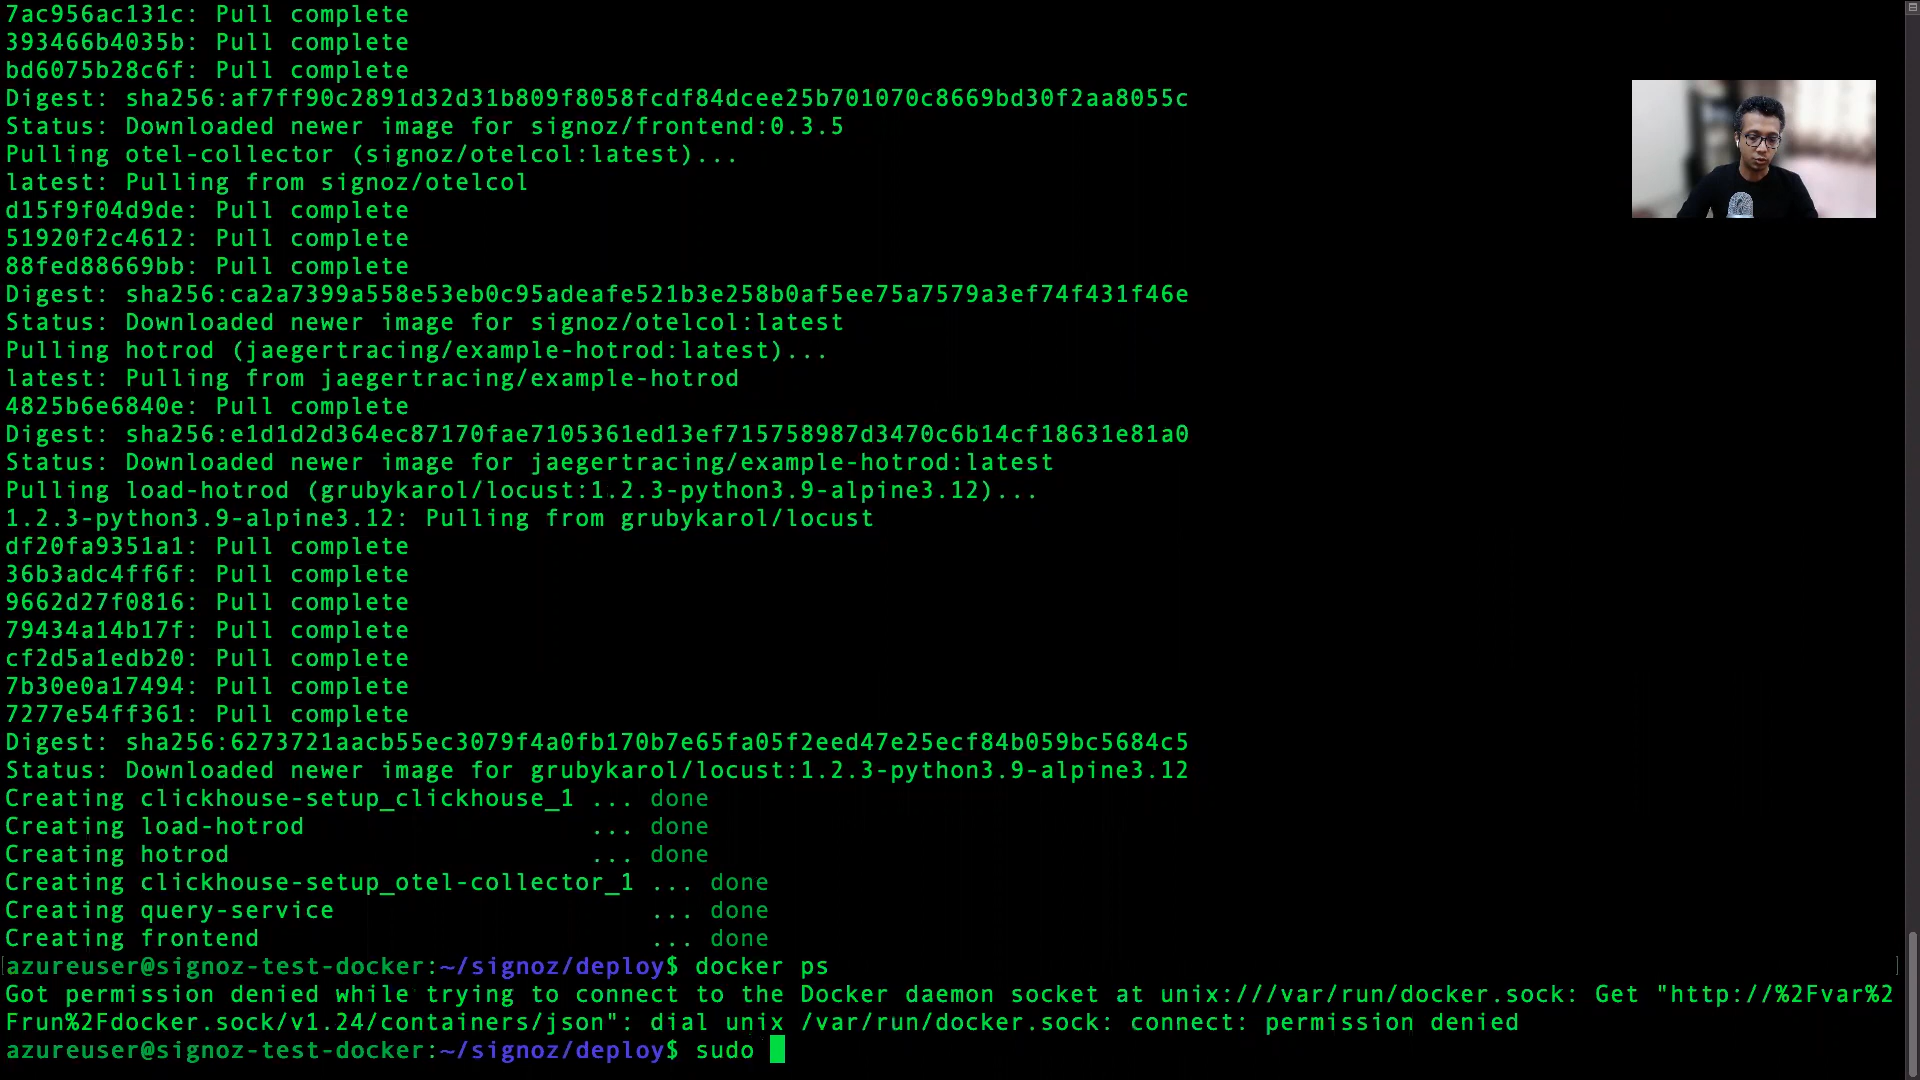 7ac956ac131c: Pull complete
393466b4035b: Pull complete
bd6075b28c6f: Pull complete
Digest: sha256:af7ff90c2891d32d31b809f8058fcdf84dcee25b701070c8669bd30f2aa8055c
Status: Downloaded newer image for signoz/frontend:0.3.5
Pulling otel-collector (signoz/otelcol:latest)...
latest: Pulling from signoz/otelcol
d15f9f04d9de: Pull complete
51920f2c4612: Pull complete
88fed88669bb: Pull complete
Digest: sha256:ca2a7399a558e53eb0c95adeafe521b3e258b0af5ee75a7579a3ef74f431f46e
Status: Downloaded newer image for signoz/otelcol:latest
Pulling hotrod (jaegertracing/example-hotrod:latest)...
latest: Pulling from jaegertracing/example-hotrod
4825b6e6840e: Pull complete
Digest: sha256:e1d1d2d364ec87170fae7105361ed13ef715758987d3470c6b14cf18631e81a0
Status: Downloaded newer image for jaegertracing/example-hotrod:latest
Pulling load-hotrod (grubykarol/locust:1.2.3-python3.9-alpine3.12)...
1.2.3-python3.9-alpine3.12: Pulling from grubykarol/locust
df20fa9351a1: Pull complete
36b3adc4ff6f: Pull complete
9662d27f0816: Pull complete
79434a14b17f: Pull complete
cf2d5a1edb20: Pull complete
7b30e0a17494: Pull complete
7277e54ff361: Pull complete
Digest: sha256:6273721aacb55ec3079f4a0fb170b7e65fa05f2eed47e25ecf84b059bc5684c5
Status: Downloaded newer image for grubykarol/locust:1.2.3-python3.9-alpine3.12
Creating clickhouse-setup_clickhouse_1 ... done
Creating load-hotrod ... done
Creating hotrod ... done
Creating clickhouse-setup_otel-collector_1 ... done
Creating query-service ... done
Creating frontend ... done
azureuser@signoz-test-docker:~/signoz/deploy$ docker ps
Got permission denied while trying to connect to the Docker daemon socket at unix:///var/run/docker.sock: Get "http://%2Fvar%2
Frun%2Fdocker.sock/v1.24/containers/json": dial unix /var/run/docker.sock: connect: permission denied
azureuser@signoz-test-docker:~/signoz/deploy$ sudo